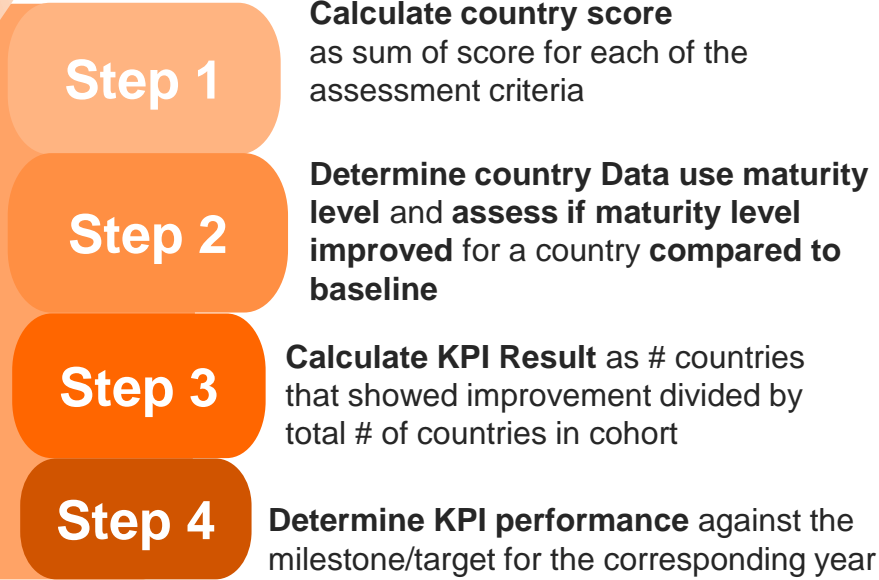 Step 1
Calculate country score
as sum of score for each of the
assessment criteria
Step 2
Determine country Data use maturity
level and assess if maturity level
improved for a country compared to
baseline
Step 3
Calculate KPI Result as # countries
that showed improvement divided by
total # of countries in cohort
Step 4
Determine KPI performance against the
milestone/target for the corresponding year